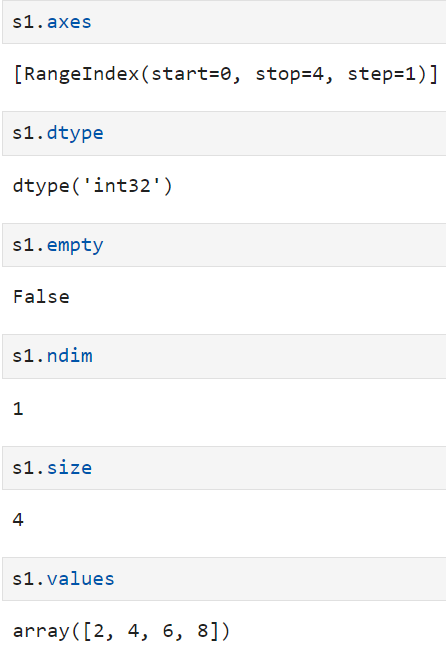 s1.axes
[RangeIndex(start=0, stop=4, step=1)]
s1.dtype
dtype('int32')
s1.empty
False
s1.ndim
1
s1.size
4
s1.values
array([2, 4, 6, 8])